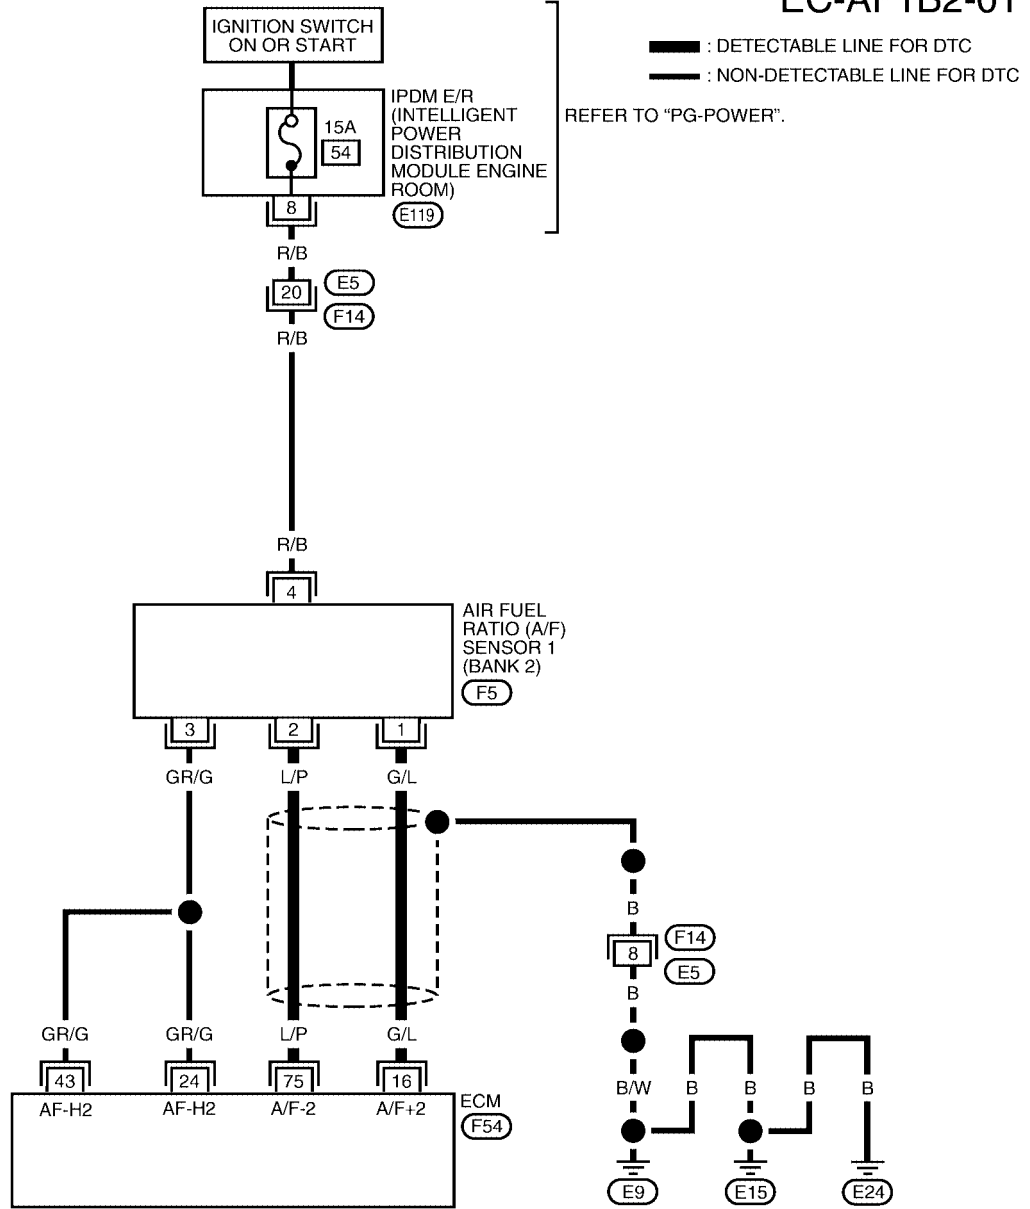 EC-AF1B2-01
IGNITION SWITCH
ON OR START
: DETECTABLE LINE FOR DTC
: NON-DETECTABLE LINE FOR DTC
IPDM E/R
(INTELLIGENT
POWER
DISTRIBUTION
MODULE ENGINE
ROOM)
E119
15A
54
REFER TO “PG-POWER”.
8
R/B
20
E5
F14
R/B
R/B
4
AIR FUEL
RATIO (A/F)
SENSOR 1
(BANK 2)
F5
3 2 1
GR/G L/P G/L
B
8
F14
E5
B
GR/G GR/G L/P G/L
B/W B B B B
43 24 75 16
AF-H2 AF-H2 A/F-2 A/F+2
ECM
F54
E9 E15 E24